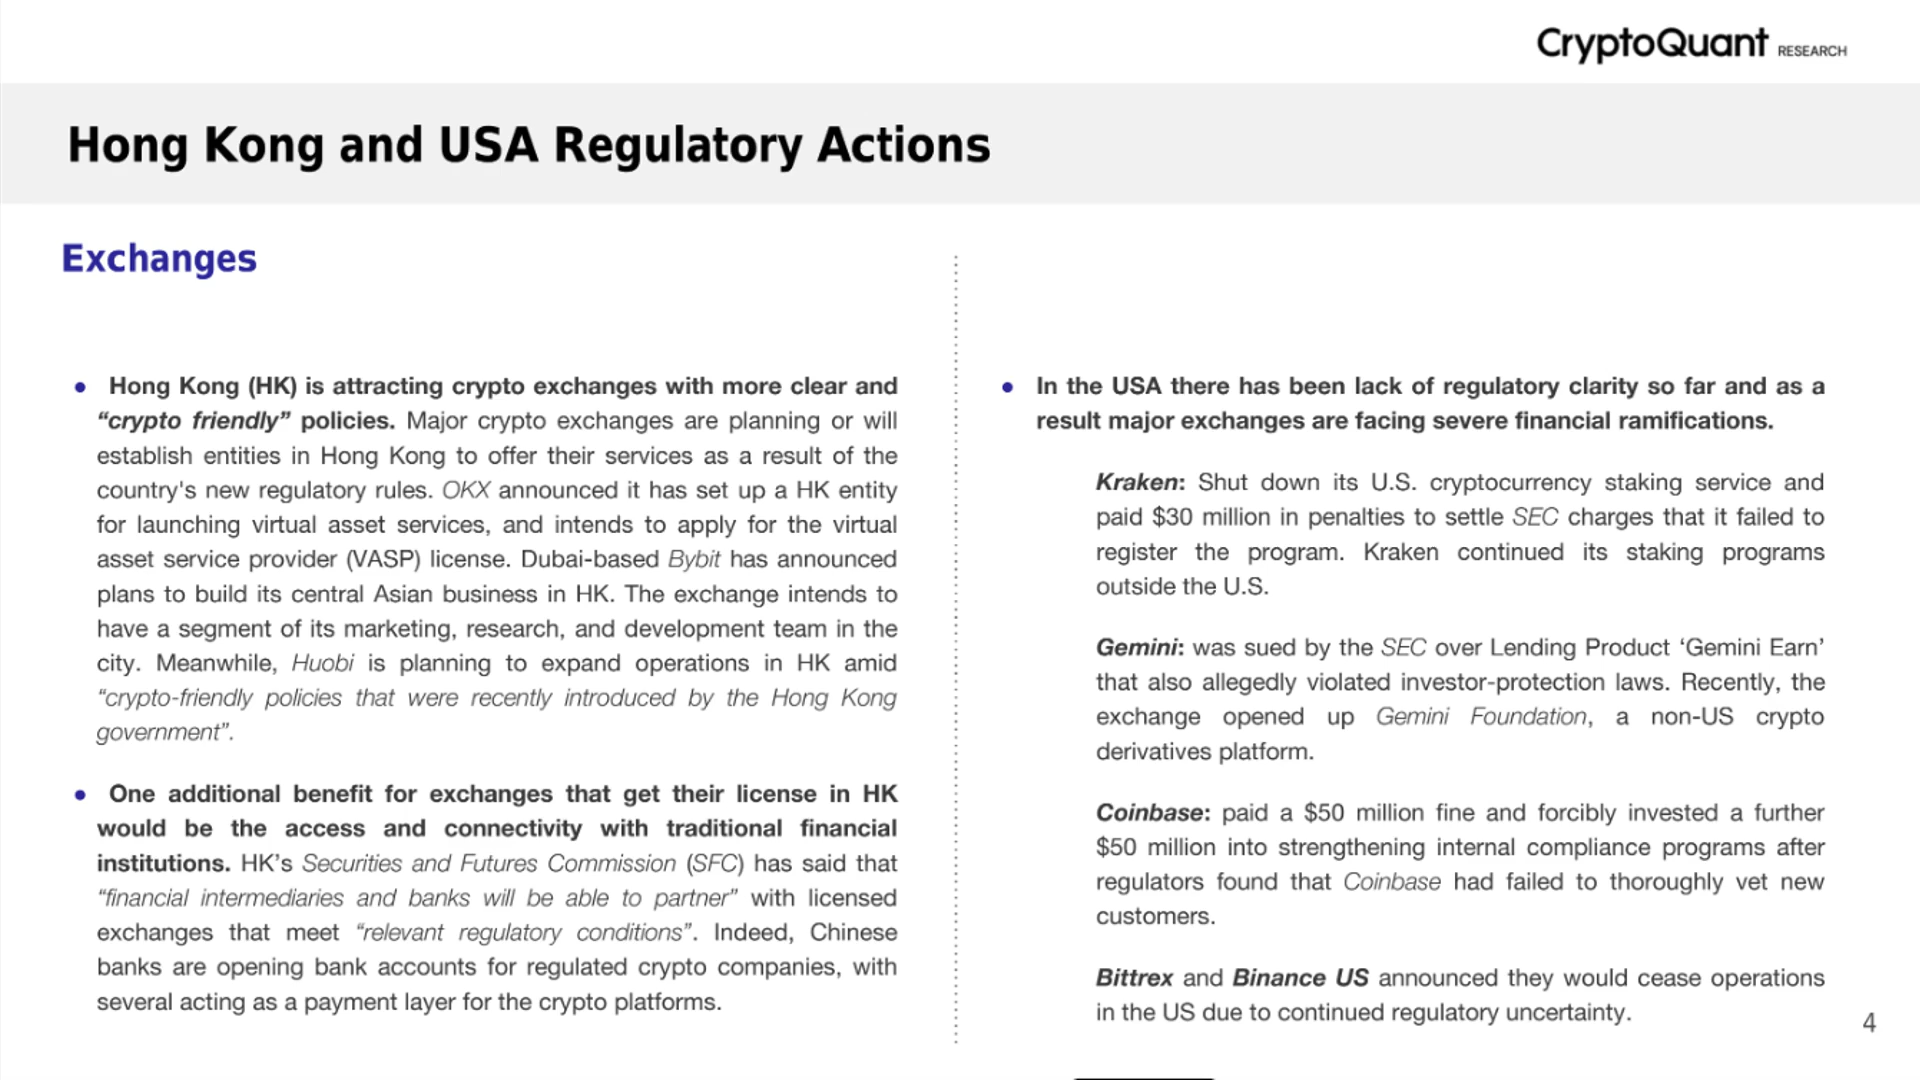 CryptoQuant RESEARCH
Hong Kong and USA Regulatory Actions
Exchanges
● Hong Kong (HK) is attracting crypto exchanges with more clear and
“crypto friendly” policies. Major crypto exchanges are planning or will
establish entities in Hong Kong to offer their services as a result of the
country's new regulatory rules. OKX announced it has set up a HK entity
for launching virtual asset services, and intends to apply for the virtual
asset service provider (VASP) license. Dubai-based Bybit has announced
plans to build its central Asian business in HK. The exchange intends to
have a segment of its marketing, research, and development team in the
city. Meanwhile, Huobi is planning to expand operations in HK amid
“crypto-friendly policies that were recently introduced by the Hong Kong
government”.
● One additional benefit for exchanges that get their license in HK
would be the access and connectivity with traditional financial
institutions. HK’s Securities and Futures Commission (SFC) has said that
“financial intermediaries and banks will be able to partner” with licensed
exchanges that meet “relevant regulatory conditions”. Indeed, Chinese
banks are opening bank accounts for regulated crypto companies, with
several acting as a payment layer for the crypto platforms.
● In the USA there has been lack of regulatory clarity so far and as a
result major exchanges are facing severe financial ramifications.
Kraken: Shut down its U.S. cryptocurrency staking service and
paid $30 million in penalties to settle SEC charges that it failed to
register the program. Kraken continued its staking programs
outside the U.S.
Gemini: was sued by the SEC over Lending Product ‘Gemini Earn’
that also allegedly violated investor-protection laws. Recently, the
exchange opened up Gemini Foundation, a non-US crypto
derivatives platform.
Coinbase: paid a $50 million fine and forcibly invested a further
$50 million into strengthening internal compliance programs after
regulators found that Coinbase had failed to thoroughly vet new
customers.
Bittrex and Binance US announced they would cease operations
in the US due to continued regulatory uncertainty.
4